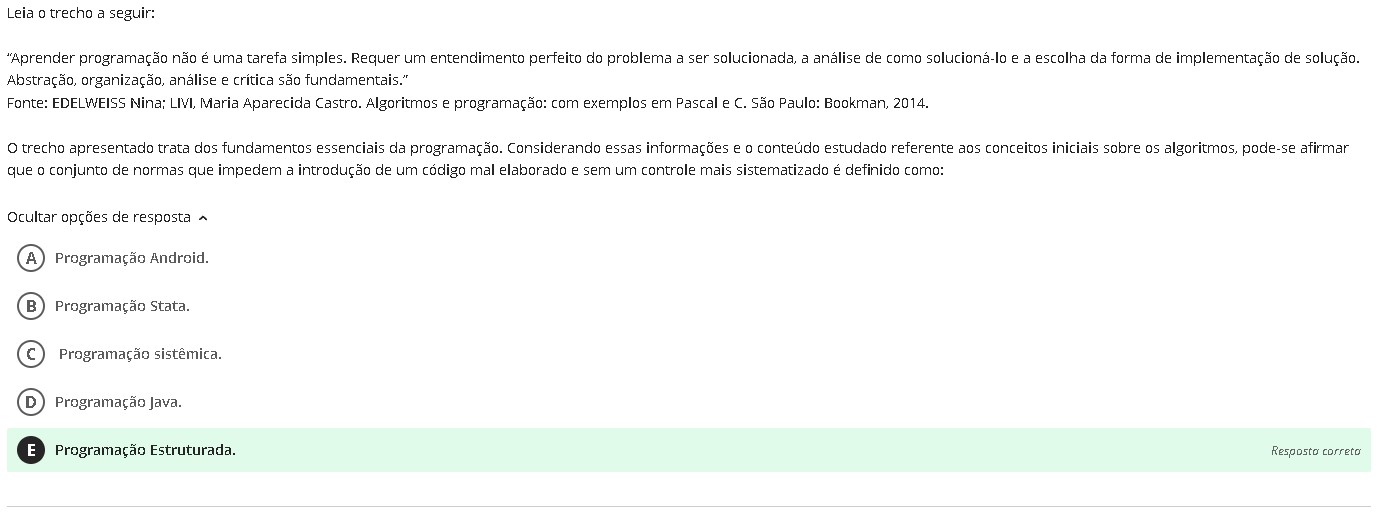 Leia o trecho a seguir:
“Aprender programação não é uma tarefa simples. Requer um entendimento perfeito do problema a ser solucionada, a análise de como solucioná-lo e a escolha da forma de implementação de solução.
Abstração, organização, análise e crítica são fundamentais.”
Fonte: EDELWEISS Nina; LIVI, Maria Aparecida Castro. Algoritmos e programação: com exemplos em Pascal e C. São Paulo: Bookman, 2014.
O trecho apresentado trata dos fundamentos essenciais da programação. Considerando essas informações e o conteúdo estudado referente aos conceitos iniciais sobre os algoritmos, pode-se afirmar
que o conjunto de normas que impedem a introdução de um código mal elaborado e sem um controle mais sistematizado é definido como:
Ocultar opções de resposta
A Programação Android.
B Programação Stata.
C Programação sistêmica.
D Programação Java.
E Programação Estruturada. Resposta correta